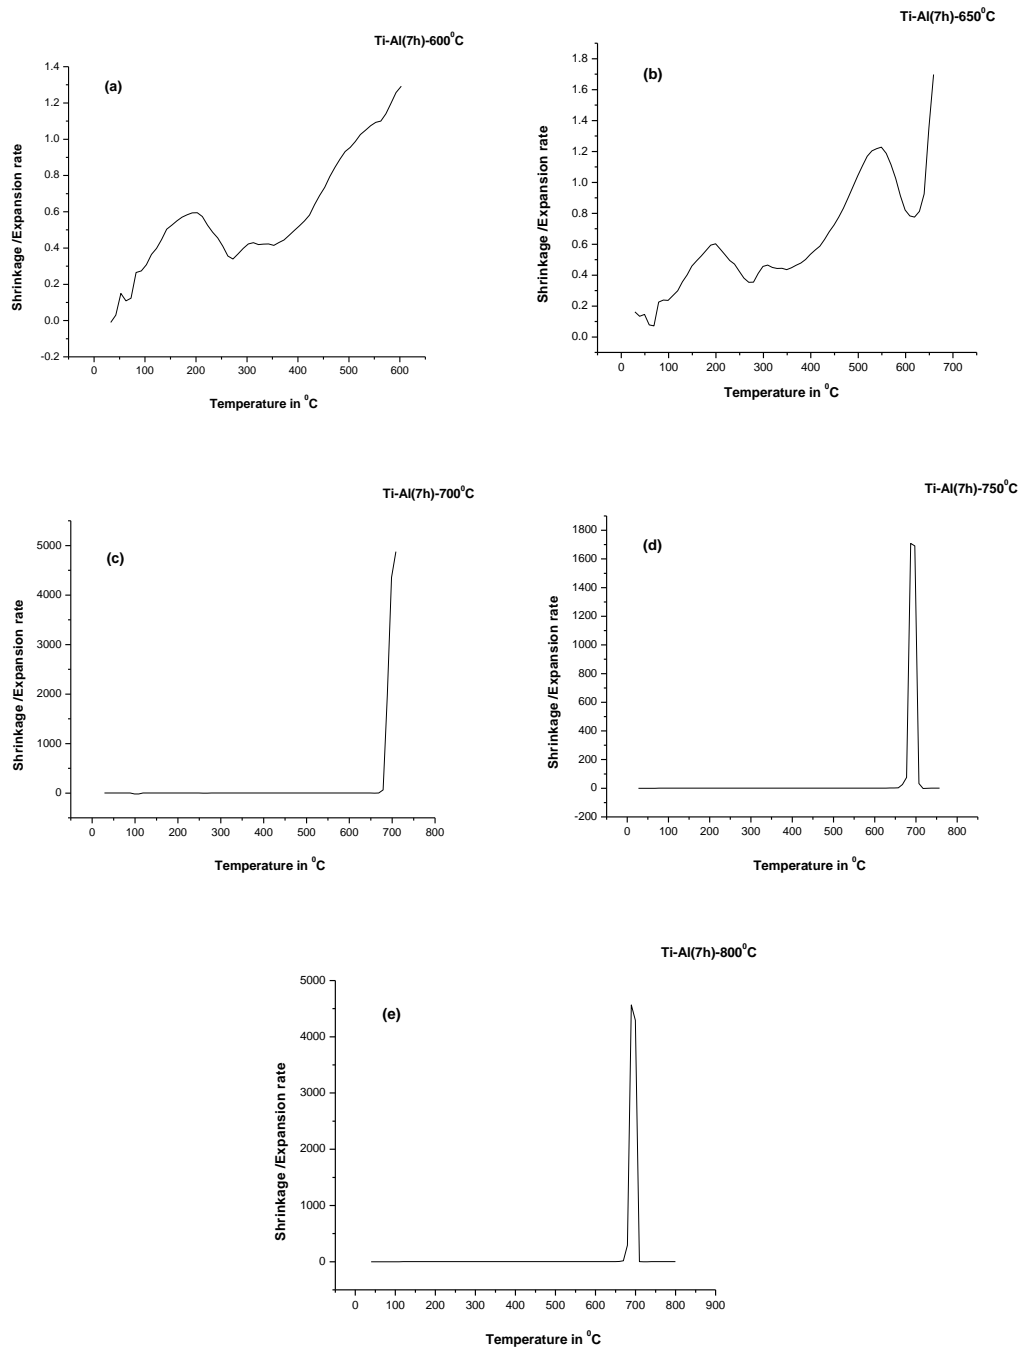 Ti-Al(7h)-600⁰C
(a)
1.4
1.2
1.0
0.8
0.6
0.4
0.2
0.0
-0.2
Shrinkage /Expansion rate
0 100 200 300 400 500 600
Temperature in ⁰C
Ti-Al(7h)-650⁰C
(b)
1.8
1.6
1.4
1.2
1.0
0.8
0.6
0.4
0.2
0.0
Shrinkage /Expansion rate
0 100 200 300 400 500 600 700
Temperature in ⁰C
Ti-Al(7h)-700⁰C
(c)
5000
4000
3000
2000
1000
0
Shrinkage /Expansion rate
0 100 200 300 400 500 600 700 800
Temperature in ⁰C
Ti-Al(7h)-750⁰C
(d)
1800
1600
1400
1200
1000
800
600
400
200
0
-200
Shrinkage /Expansion rate
0 100 200 300 400 500 600 700 800
Temperature in ⁰C
Ti-Al(7h)-800⁰C
(e)
5000
4000
3000
2000
1000
0
Shrinkage /Expansion rate
0 100 200 300 400 500 600 700 800 900
Temperature in ⁰C